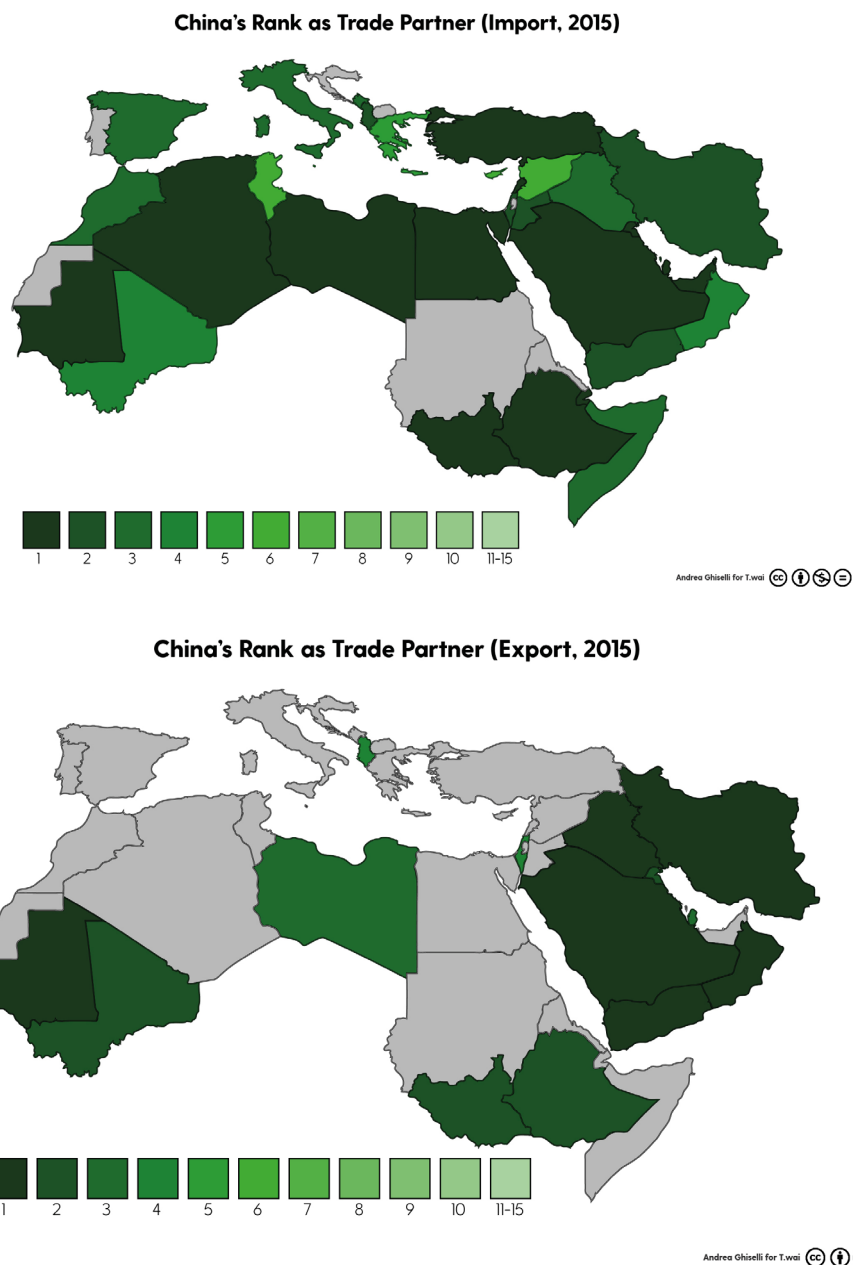 China's Rank as Trade Partner (Import, 2015)
1 2 3 4 5 6 7 8 9 10 11-15
Andrea Ghiselli for T.wai
China's Rank as Trade Partner (Export, 2015)
1 2 3 4 5 6 7 8 9 10 11-15
Andrea Ghiselli for T.wai